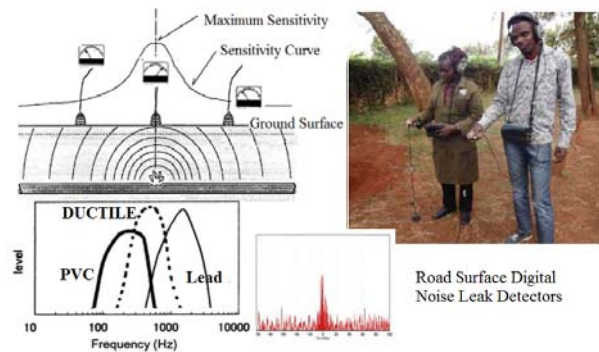 Maximum Sensitivity
Sensitivity Curve
Ground Surface
DUCTILE
PVC
Lead
level
10 100 1000 10000
Frequency (Hz)
Road Surface Digital
Noise Leak Detectors